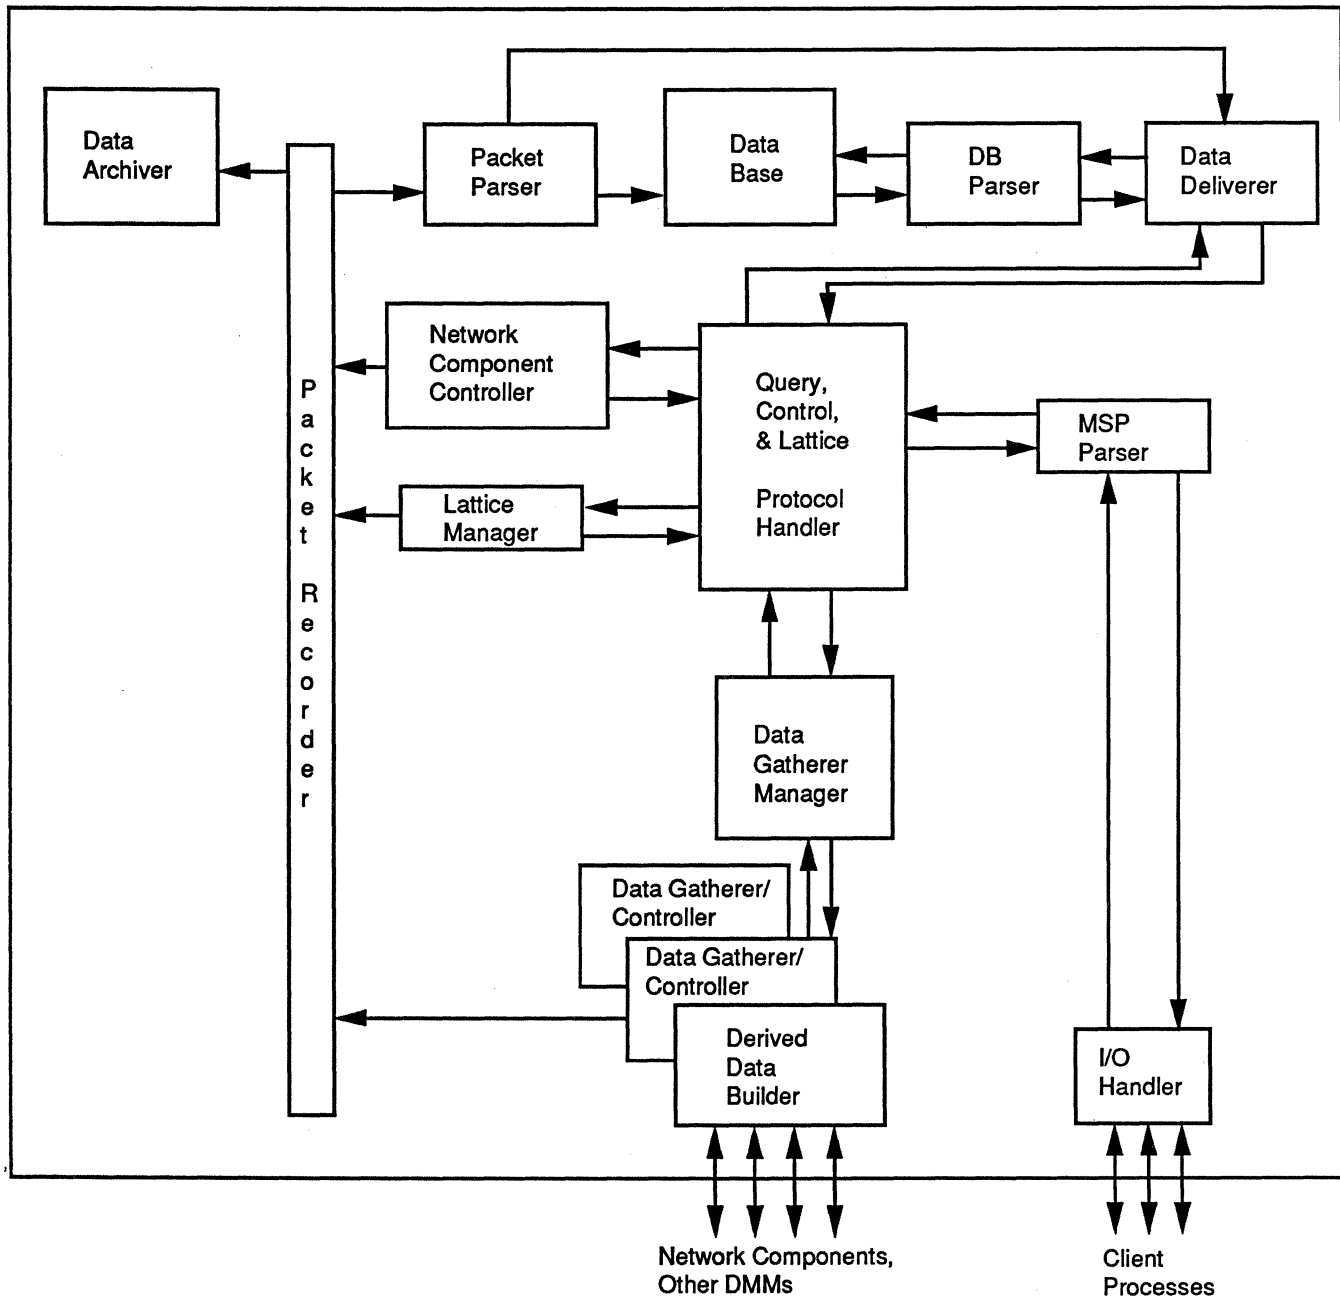 Data
Archiver
Packet
Parser
Data
Base
DB
Parser
Data
Deliverer
Network
Component
Controller
Packet Recorder
Query,
Control,
& Lattice
Protocol
Handler
MSP
Parser
Lattice
Manager
Data
Gatherer
Manager
Data Gatherer/
Controller
Data Gatherer/
Controller
Derived
Data
Builder
I/O
Handler
Network Components,
Other DMMs
Client
Processes